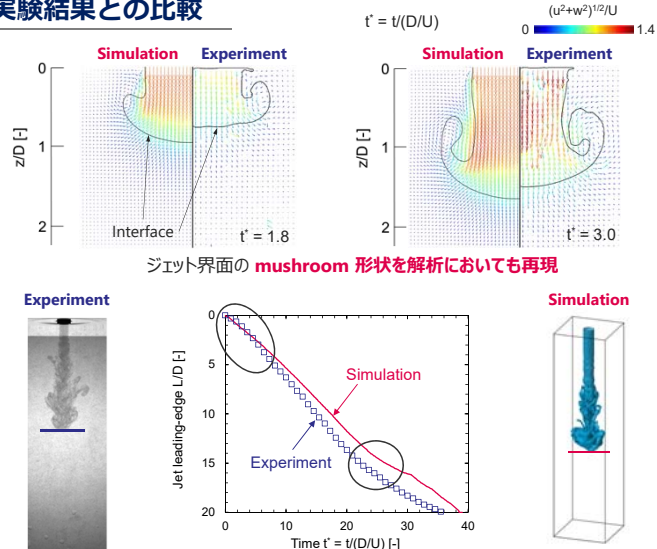 実験結果との比較
t* = t/(D/U)
(u²+w²)¹/²/U
0 1.4
Simulation Experiment
0
1
2
z/D [-]
Interface
t* = 1.8
Simulation Experiment
0
1
2
z/D [-]
t* = 3.0
ジェット界面の mushroom 形状を解析においても再現
Experiment
0
5
10
15
20
Jet leading-edge L/D [-]
Simulation
Experiment
0 10 20 30 40
Time t* = t/(D/U) [-]
Simulation